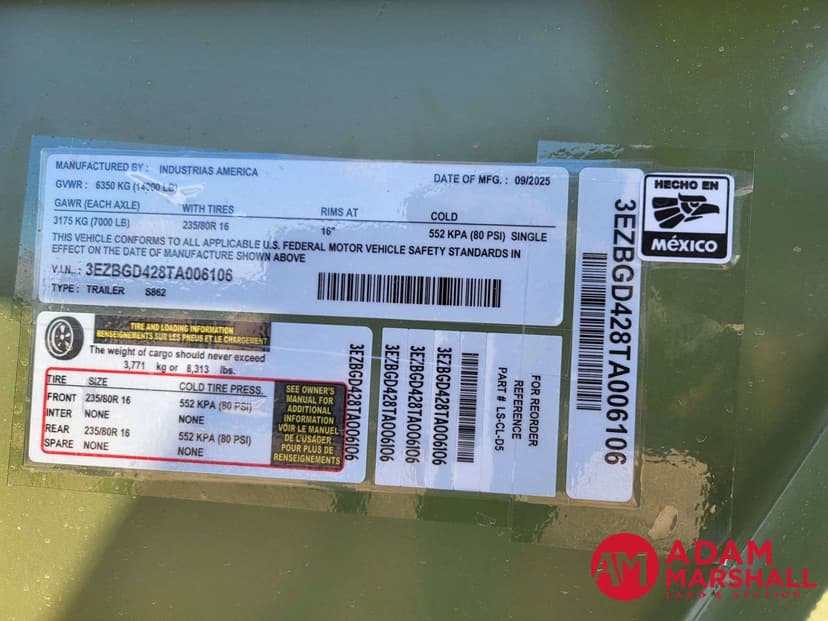 MANUFACTURED BY : INDUSTRIAS AMERICA
DATE OF MFG. : 09/2025
GVWR : 6350 KG (14000 LB)
GAWR (EACH AXLE) WITH TIRES RIMS AT COLD
3175 KG (7000 LB) 235/80R 16 16" 552 KPA (80 PSI) SINGLE
THIS VEHICLE CONFORMS TO ALL APPLICABLE U.S. FEDERAL MOTOR VEHICLE SAFETY STANDARDS IN
EFFECT ON THE DATE OF MANUFACTURE SHOWN ABOVE
V.I.N. : 3EZBGD428TA006106
TYPE : TRAILER S862
TIRE AND LOADING INFORMATION
RENSEIGNEMENTS SUR LES PNEUS ET LE CHARGEMENT
The weight of cargo should never exceed
3,771 kg or 8,313 lbs.
TIRE SIZE COLD TIRE PRESS.
FRONT 235/80R 16 552 KPA (80 PSI)
INTER NONE NONE
REAR 235/80R 16 552 KPA (80 PSI)
SPARE NONE NONE
SEE OWNER'S
MANUAL FOR
ADDITIONAL
INFORMATION
VOIR LE MANUEL
DE L'USAGER
POUR PLUS DE
RENSEIGNEMENTS
3EZBGD428TA006106
3EZBGD428TA006106
3EZBGD428TA006106
3EZBGD428TA006106
FOR REORDER
REFERENCE
PART # LS-CL-05
3EZBGD428TA006106
HECHO EN
MÉXICO
AM ADAM
MARSHALL
LAND & AUCTION